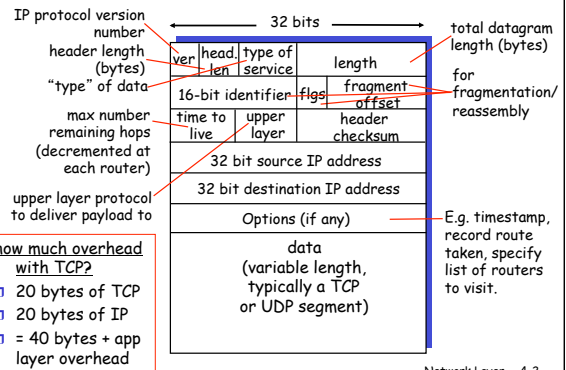 IP protocol version
number
header length
(bytes)
"type" of data
max number
remaining hops
(decremented at
each router)
upper layer protocol
to deliver payload to
how much overhead
with TCP?
20 bytes of TCP
20 bytes of IP
= 40 bytes + app
layer overhead
32 bits
ver
head.
len
type of
service
length
16-bit identifier
flgs
fragment
offset
time to
live
upper
layer
header
checksum
32 bit source IP address
32 bit destination IP address
Options (if any)
data
(variable length,
typically a TCP
or UDP segment)
total datagram
length (bytes)
for
fragmentation/
reassembly
E.g. timestamp,
record route
taken, specify
list of routers
to visit.